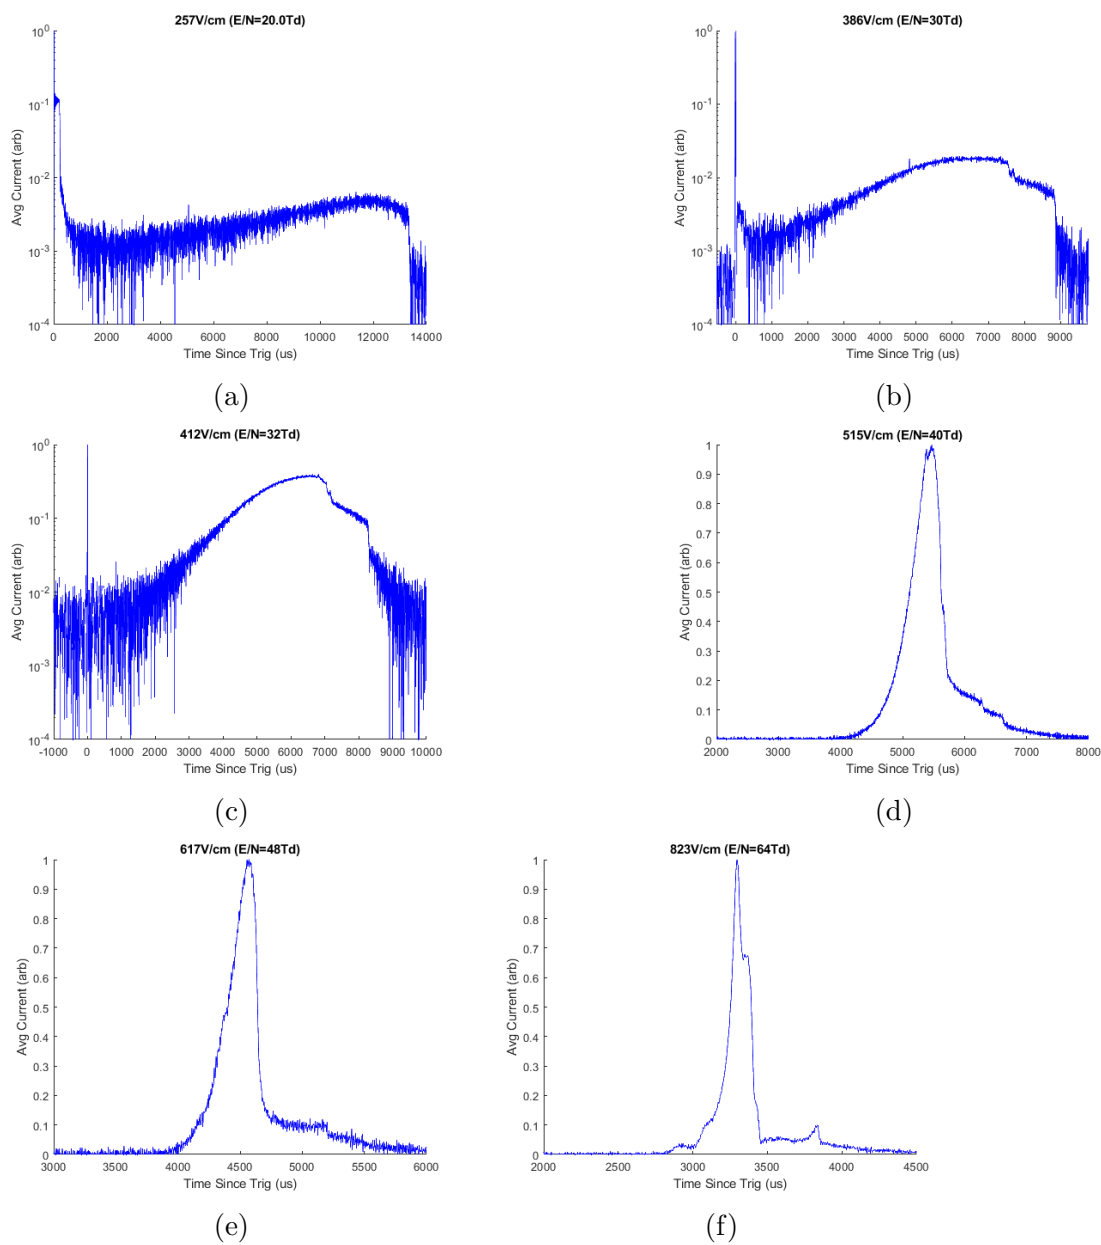 257V/cm (E/N=20.0Td)
10^0
10^-1
10^-2
10^-3
10^-4
Avg Current (arb)
0 2000 4000 6000 8000 10000 12000 14000
Time Since Trig (us)
(a)
386V/cm (E/N=30Td)
10^0
10^-1
10^-2
10^-3
10^-4
Avg Current (arb)
0 1000 2000 3000 4000 5000 6000 7000 8000 9000
Time Since Trig (us)
(b)
412V/cm (E/N=32Td)
10^0
10^-1
10^-2
10^-3
10^-4
Avg Current (arb)
-1000 0 1000 2000 3000 4000 5000 6000 7000 8000 9000 10000
Time Since Trig (us)
(c)
515V/cm (E/N=40Td)
1
0.9
0.8
0.7
0.6
0.5
0.4
0.3
0.2
0.1
0
Avg Current (arb)
2000 3000 4000 5000 6000 7000 8000
Time Since Trig (us)
(d)
617V/cm (E/N=48Td)
1
0.9
0.8
0.7
0.6
0.5
0.4
0.3
0.2
0.1
0
Avg Current (arb)
3000 3500 4000 4500 5000 5500 6000
Time Since Trig (us)
(e)
823V/cm (E/N=64Td)
1
0.9
0.8
0.7
0.6
0.5
0.4
0.3
0.2
0.1
0
Avg Current (arb)
2000 2500 3000 3500 4000 4500
Time Since Trig (us)
(f)